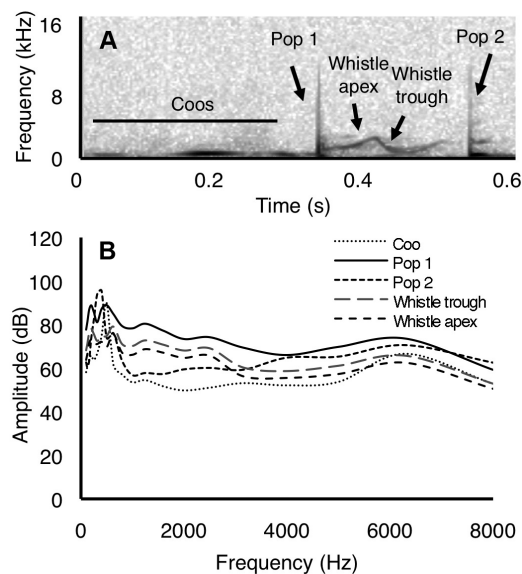 A
Frequency (kHz)
16
8
0
Pop 1
Pop 2
Whistle
apex
Whistle
trough
Coos
0
0.2
0.4
0.6
Time (s)
B
Amplitude (dB)
120
100
80
60
40
20
0
Coo
Pop 1
Pop 2
Whistle trough
Whistle apex
0
2000
4000
6000
8000
Frequency (Hz)